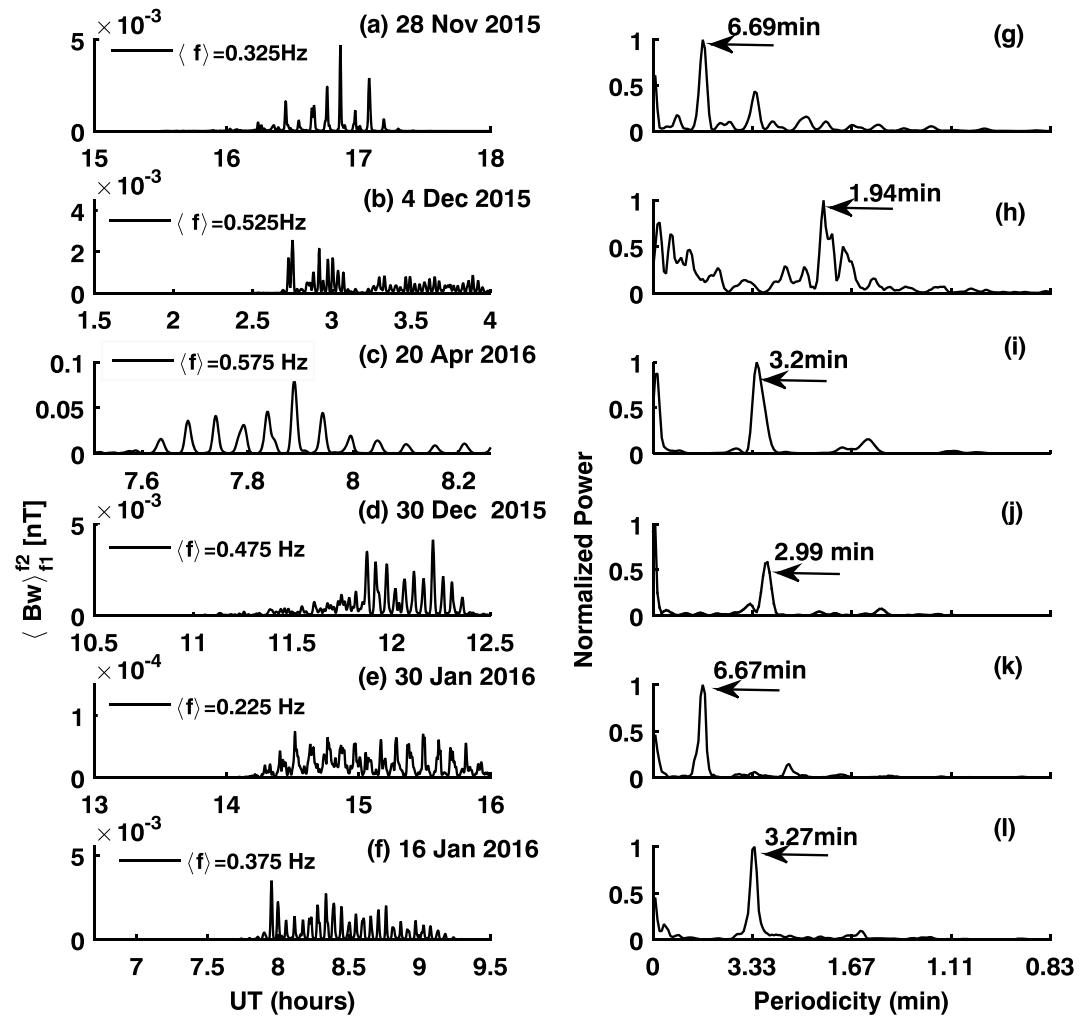 × 10⁻³
(a) 28 Nov 2015
5
⟨ f⟩=0.325Hz
0
15 16 17 18
× 10⁻³
(b) 4 Dec 2015
4
⟨ f⟩=0.525Hz
2
0
1.5 2 2.5 3 3.5 4
(c) 20 Apr 2016
0.1
⟨f⟩=0.575 Hz
0.05
0
7.6 7.8 8 8.2
× 10⁻³
(d) 30 Dec 2015
5
⟨f⟩=0.475 Hz
0
10.5 11 11.5 12 12.5
× 10⁻⁴
(e) 30 Jan 2016
⟨f⟩=0.225 Hz
1
0
13 14 15 16
× 10⁻³
(f) 16 Jan 2016
5
⟨f⟩=0.375 Hz
0
7 7.5 8 8.5 9 9.5
UT (hours)
⟨ Bw⟩f2f1 [nT]
6.69min
(g)
1
0.5
0
1.94min
(h)
1
0.5
0
(i)
3.2min
1
0.5
0
(j)
1
2.99 min
0.5
0
(k)
6.67min
1
0.5
0
(l)
3.27min
1
0.5
0
0 3.33 1.67 1.11 0.83
Periodicity (min)
Normalized Power